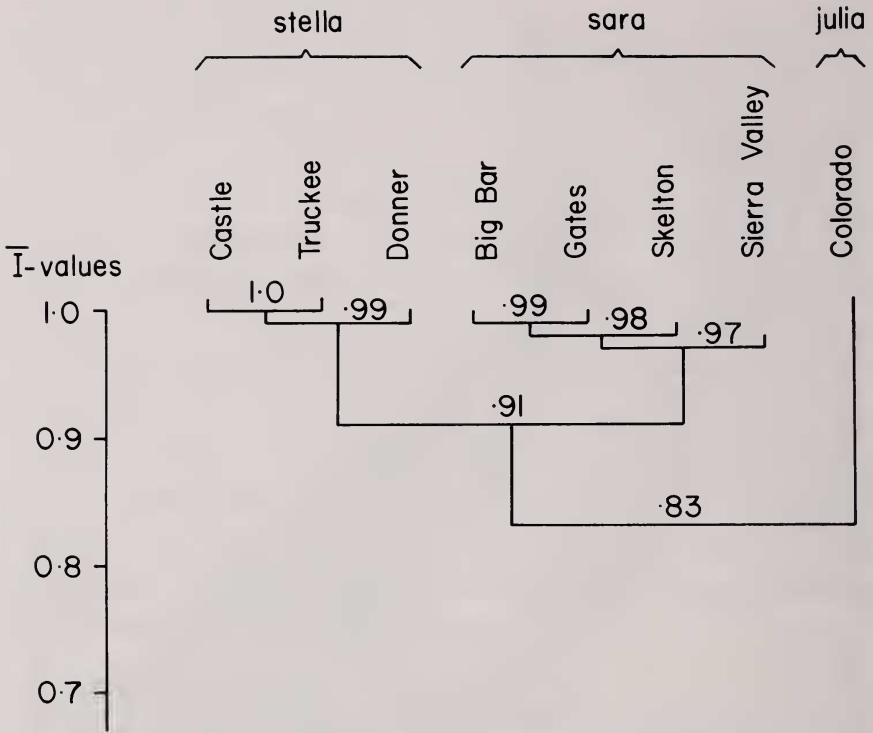 stella sara julia
Castle
Truckee
Donner
Big Bar
Gates
Skelton
Sierra Valley
Colorado
I-values
1·0 1·0 ·99 ·99 ·98 ·97
·91
0·9
·83
0·8
0·7